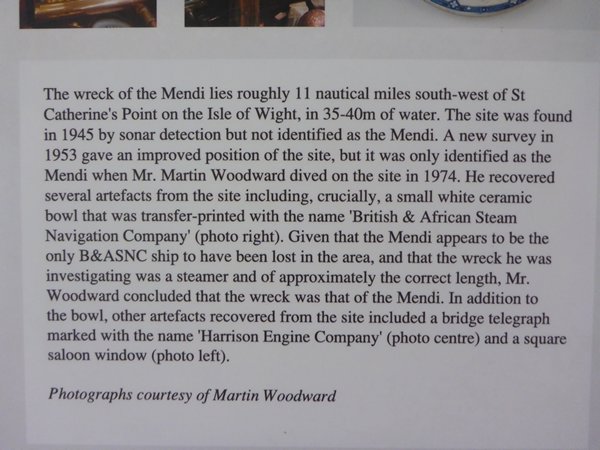 The wreck of the Mendi lies roughly 11 nautical miles south-west of St
Catherine's Point on the Isle of Wight, in 35-40m of water. The site was found
in 1945 by sonar detection but not identified as the Mendi. A new survey in
1953 gave an improved position of the site, but it was only identified as the
Mendi when Mr. Martin Woodward dived on the site in 1974. He recovered
several artefacts from the site including, crucially, a small white ceramic
bowl that was transfer-printed with the name 'British & African Steam
Navigation Company' (photo right). Given that the Mendi appears to be the
only B&ASNC ship to have been lost in the area, and that the wreck he was
investigating was a steamer and of approximately the correct length, Mr.
Woodward concluded that the wreck was that of the Mendi. In addition to
the bowl, other artefacts recovered from the site included a bridge telegraph
marked with the name 'Harrison Engine Company' (photo centre) and a square
saloon window (photo left).
Photographs courtesy of Martin Woodward